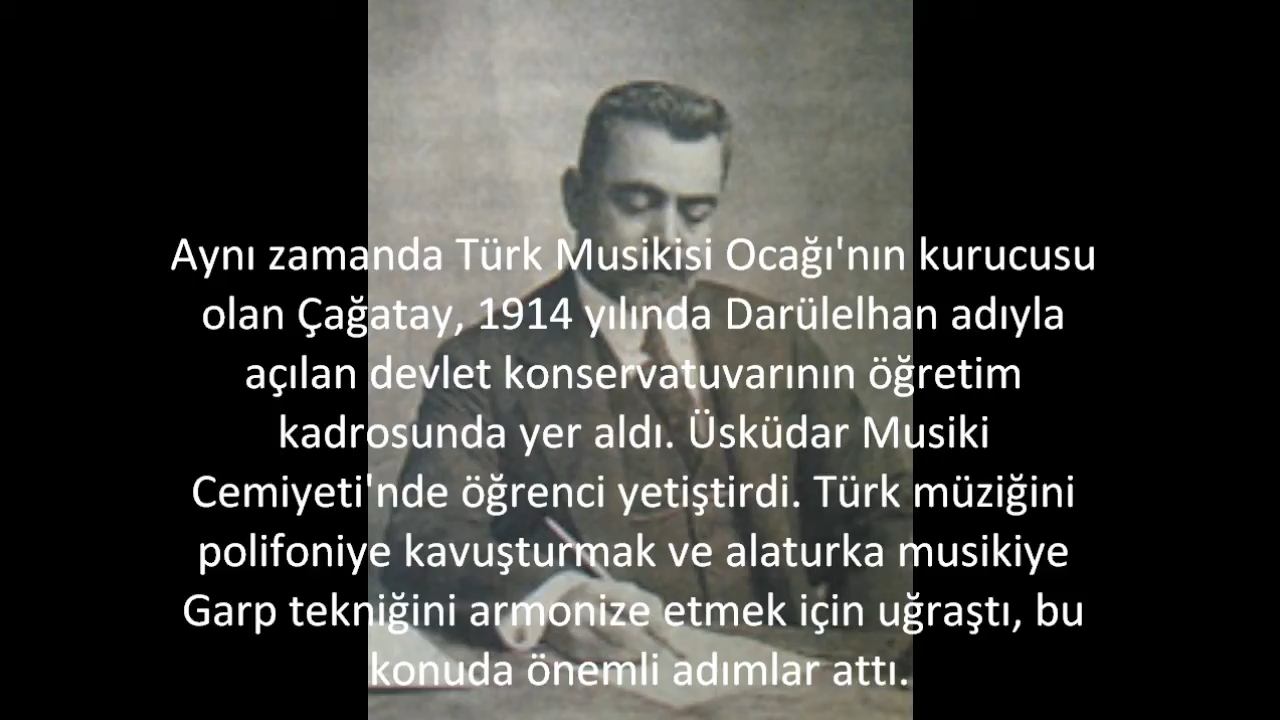 Aynı zamanda Türk Musikisi Ocağı'nın kurucusu
olan Çağatay, 1914 yılında Darülelhan adıyla
açılan devlet konservatuvarının öğretim
kadrosunda yer aldı. Üsküdar Musiki
Cemiyeti'nde öğrenci yetiştirdi. Türk müziğini
polifoniye kavuşturmak ve alaturka musikiye
Garp tekniğini armonize etmek için uğraştı, bu
konuda önemli adımlar attı.